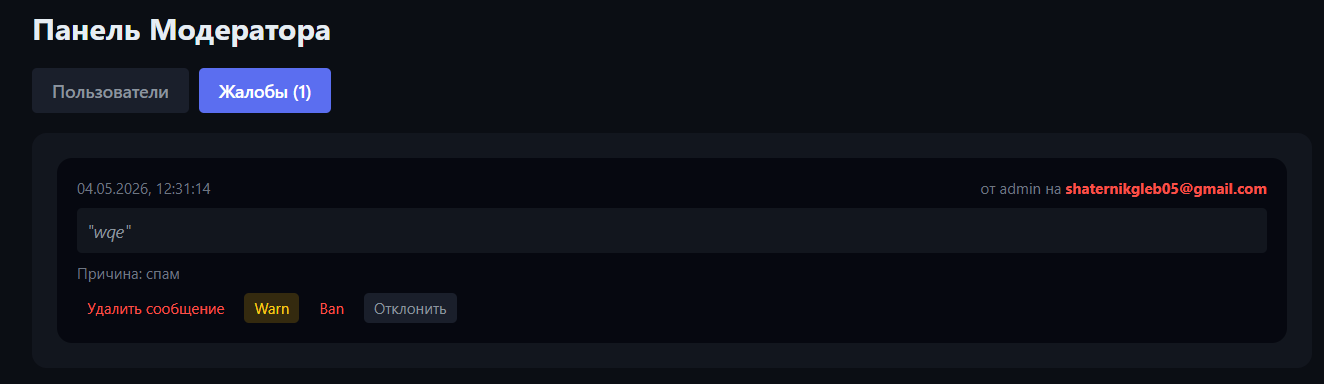 Панель Модератора
Пользователи Жалобы (1)
04.05.2026, 12:31:14 от admin на shaternikgleb05@gmail.com
"wqe"
Причина: спам
Удалить сообщение Warn Ban Отклонить